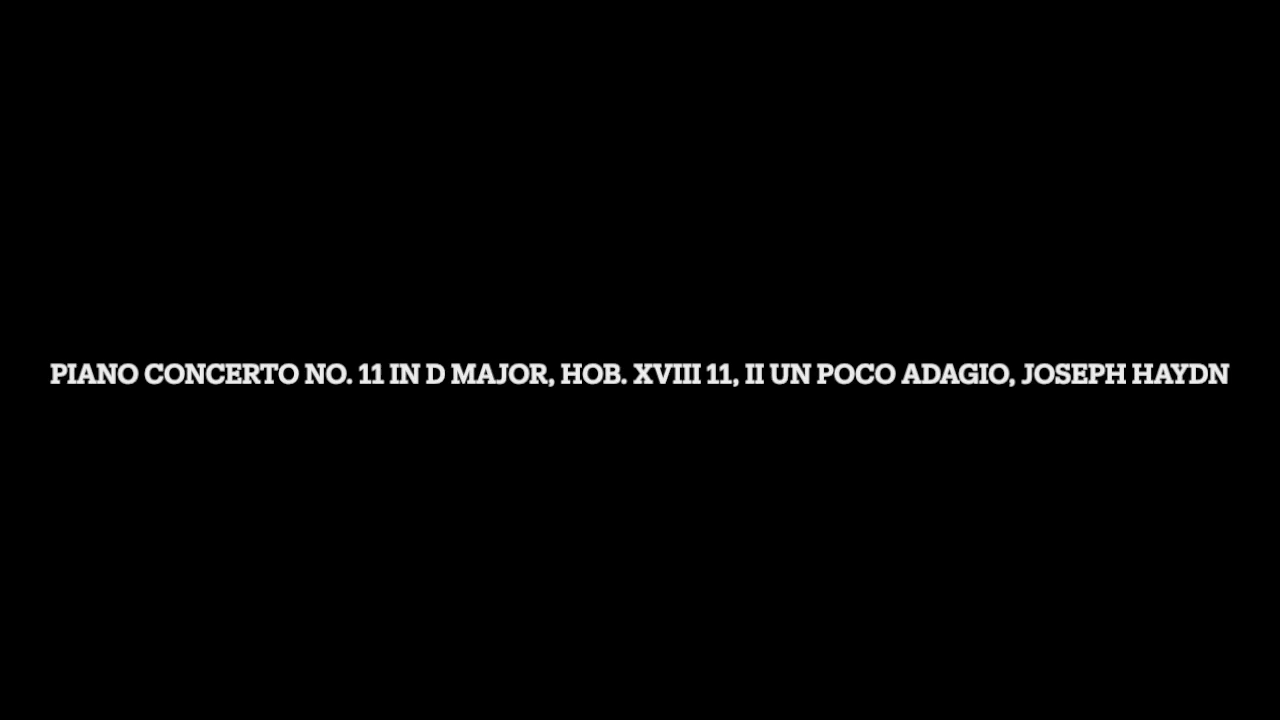 PIANO CONCERTO NO. 11 IN D MAJOR, HOB. XVIII 11, II UN POCO ADAGIO, JOSEPH HAYDN